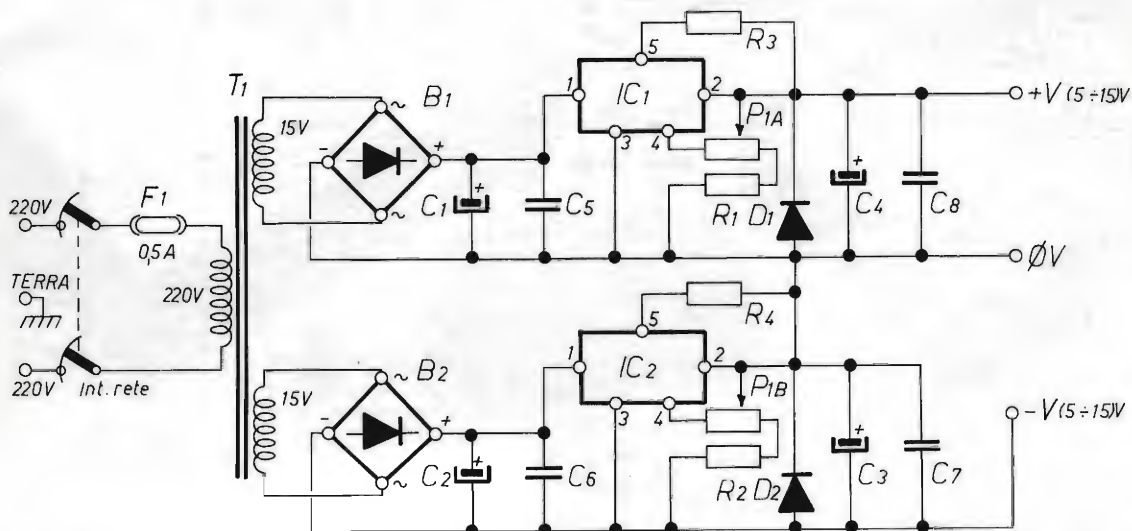 T1
15V
~
B1
-
+
~
C1
+
C5
1
IC1
2
3
4
5
R3
P1A
R1
D1
+
C4
C8
+V (5÷15)V
ØV
220V
F1
0,5A
TERRA
220V
220V
Int. rete
15V
~
B2
-
+
~
C2
+
C6
1
IC2
2
3
4
5
R4
P1B
R2
D2
+
C3
C7
-V (5÷15)V